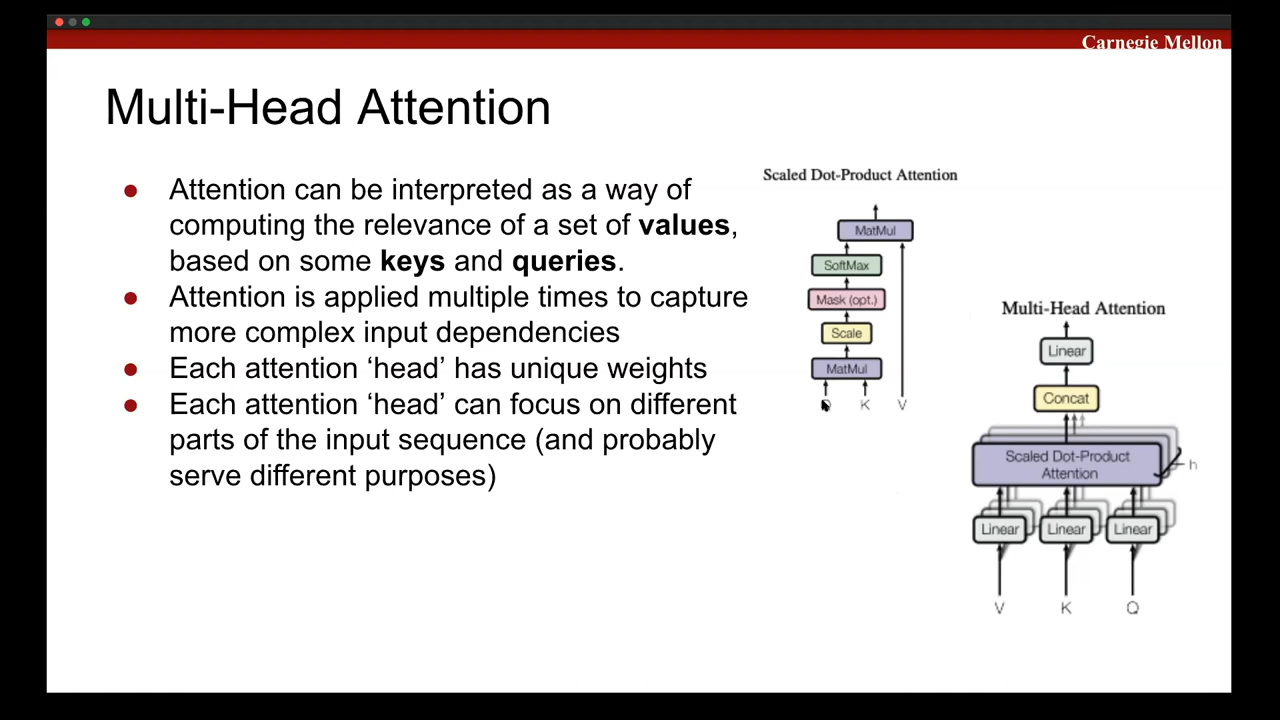 Carnegie Mellon
Multi-Head Attention
● Attention can be interpreted as a way of
computing the relevance of a set of values,
based on some keys and queries.
● Attention is applied multiple times to capture
more complex input dependencies
● Each attention ‘head’ has unique weights
● Each attention ‘head’ can focus on different
parts of the input sequence (and probably
serve different purposes)
Scaled Dot-Product Attention
MatMul
SoftMax
Mask (opt.)
Scale
MatMul
K V
Multi-Head Attention
Linear
Concat
Scaled Dot-Product
Attention
h
Linear Linear Linear
V K Q